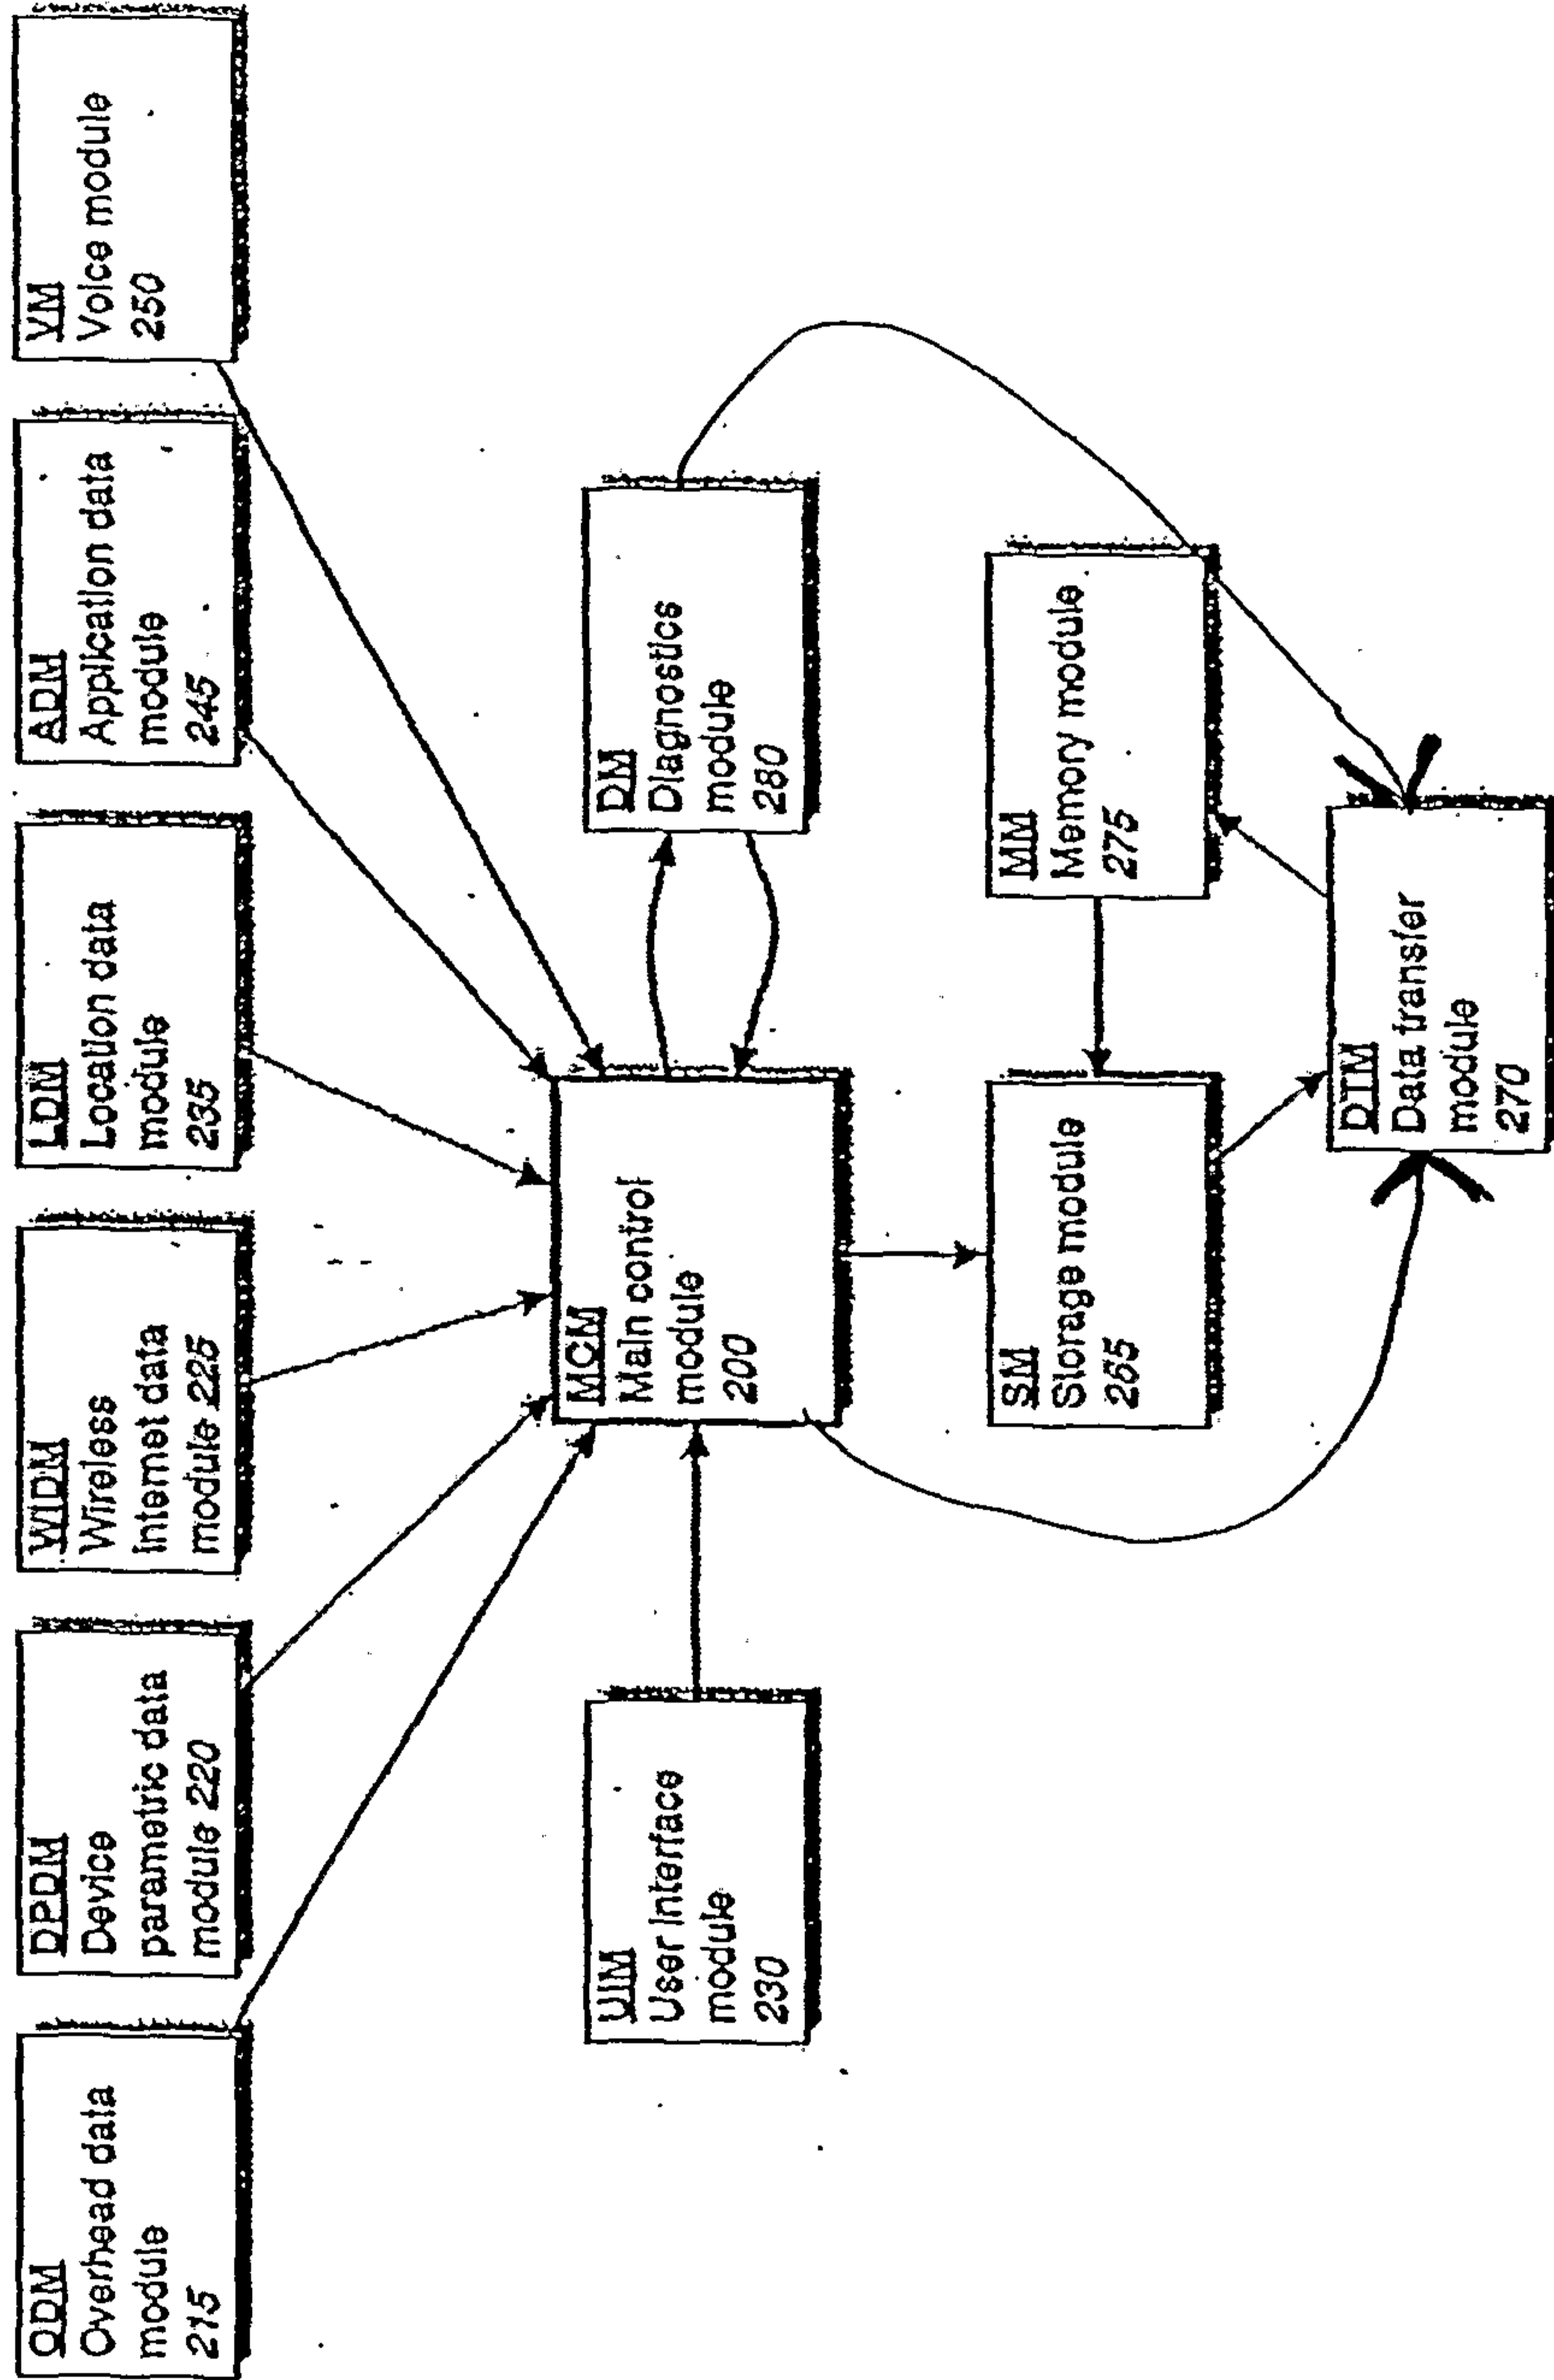 ODM
Overhead data
module
215
DPDM
Device
parametric data
module 220
WIDM
Wireless
Internet data
module 225
LDM
Location data
module
235
ADM
Application data
module
245
VM
Voice module
250
UIM
User Interface
module
230
MCM
Main control
module
200
DM
Diagnostics
module
280
SM
Storage module
265
MM
Memory module
275
DTM
Data transfer
module
270